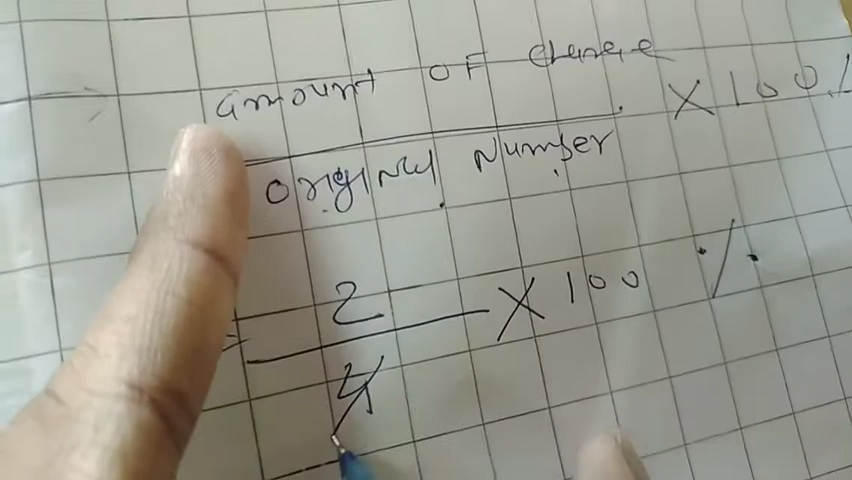 amount OF change
X 100%
Original Number
= 2/4 X 100 %